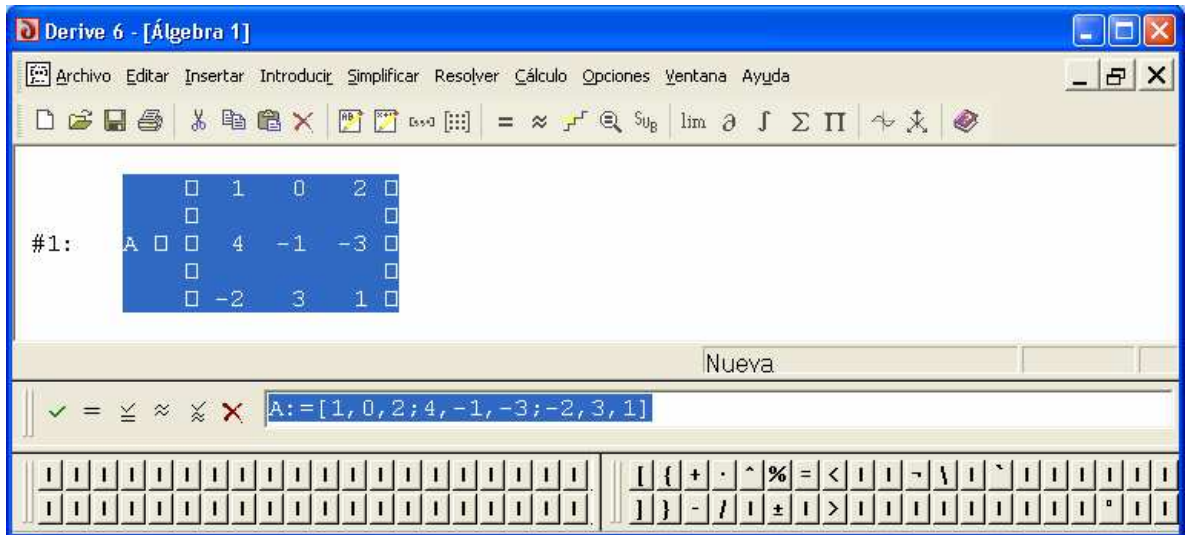 Derive 6 - [Álgebra 1]
Archivo Editar Insertar Introducir Simplificar Resolver Cálculo Opciones Ventana Ayuda
= ≈ SUB lim ∂ ∫ Σ Π
1 0 2
#1: A 4 -1 -3
-2 3 1
Nueva
= ≈ A:=[1,0,2;4,-1,-3;-2,3,1]
[ { + · ^ % = < ¬ \ `
] } - / ± > °